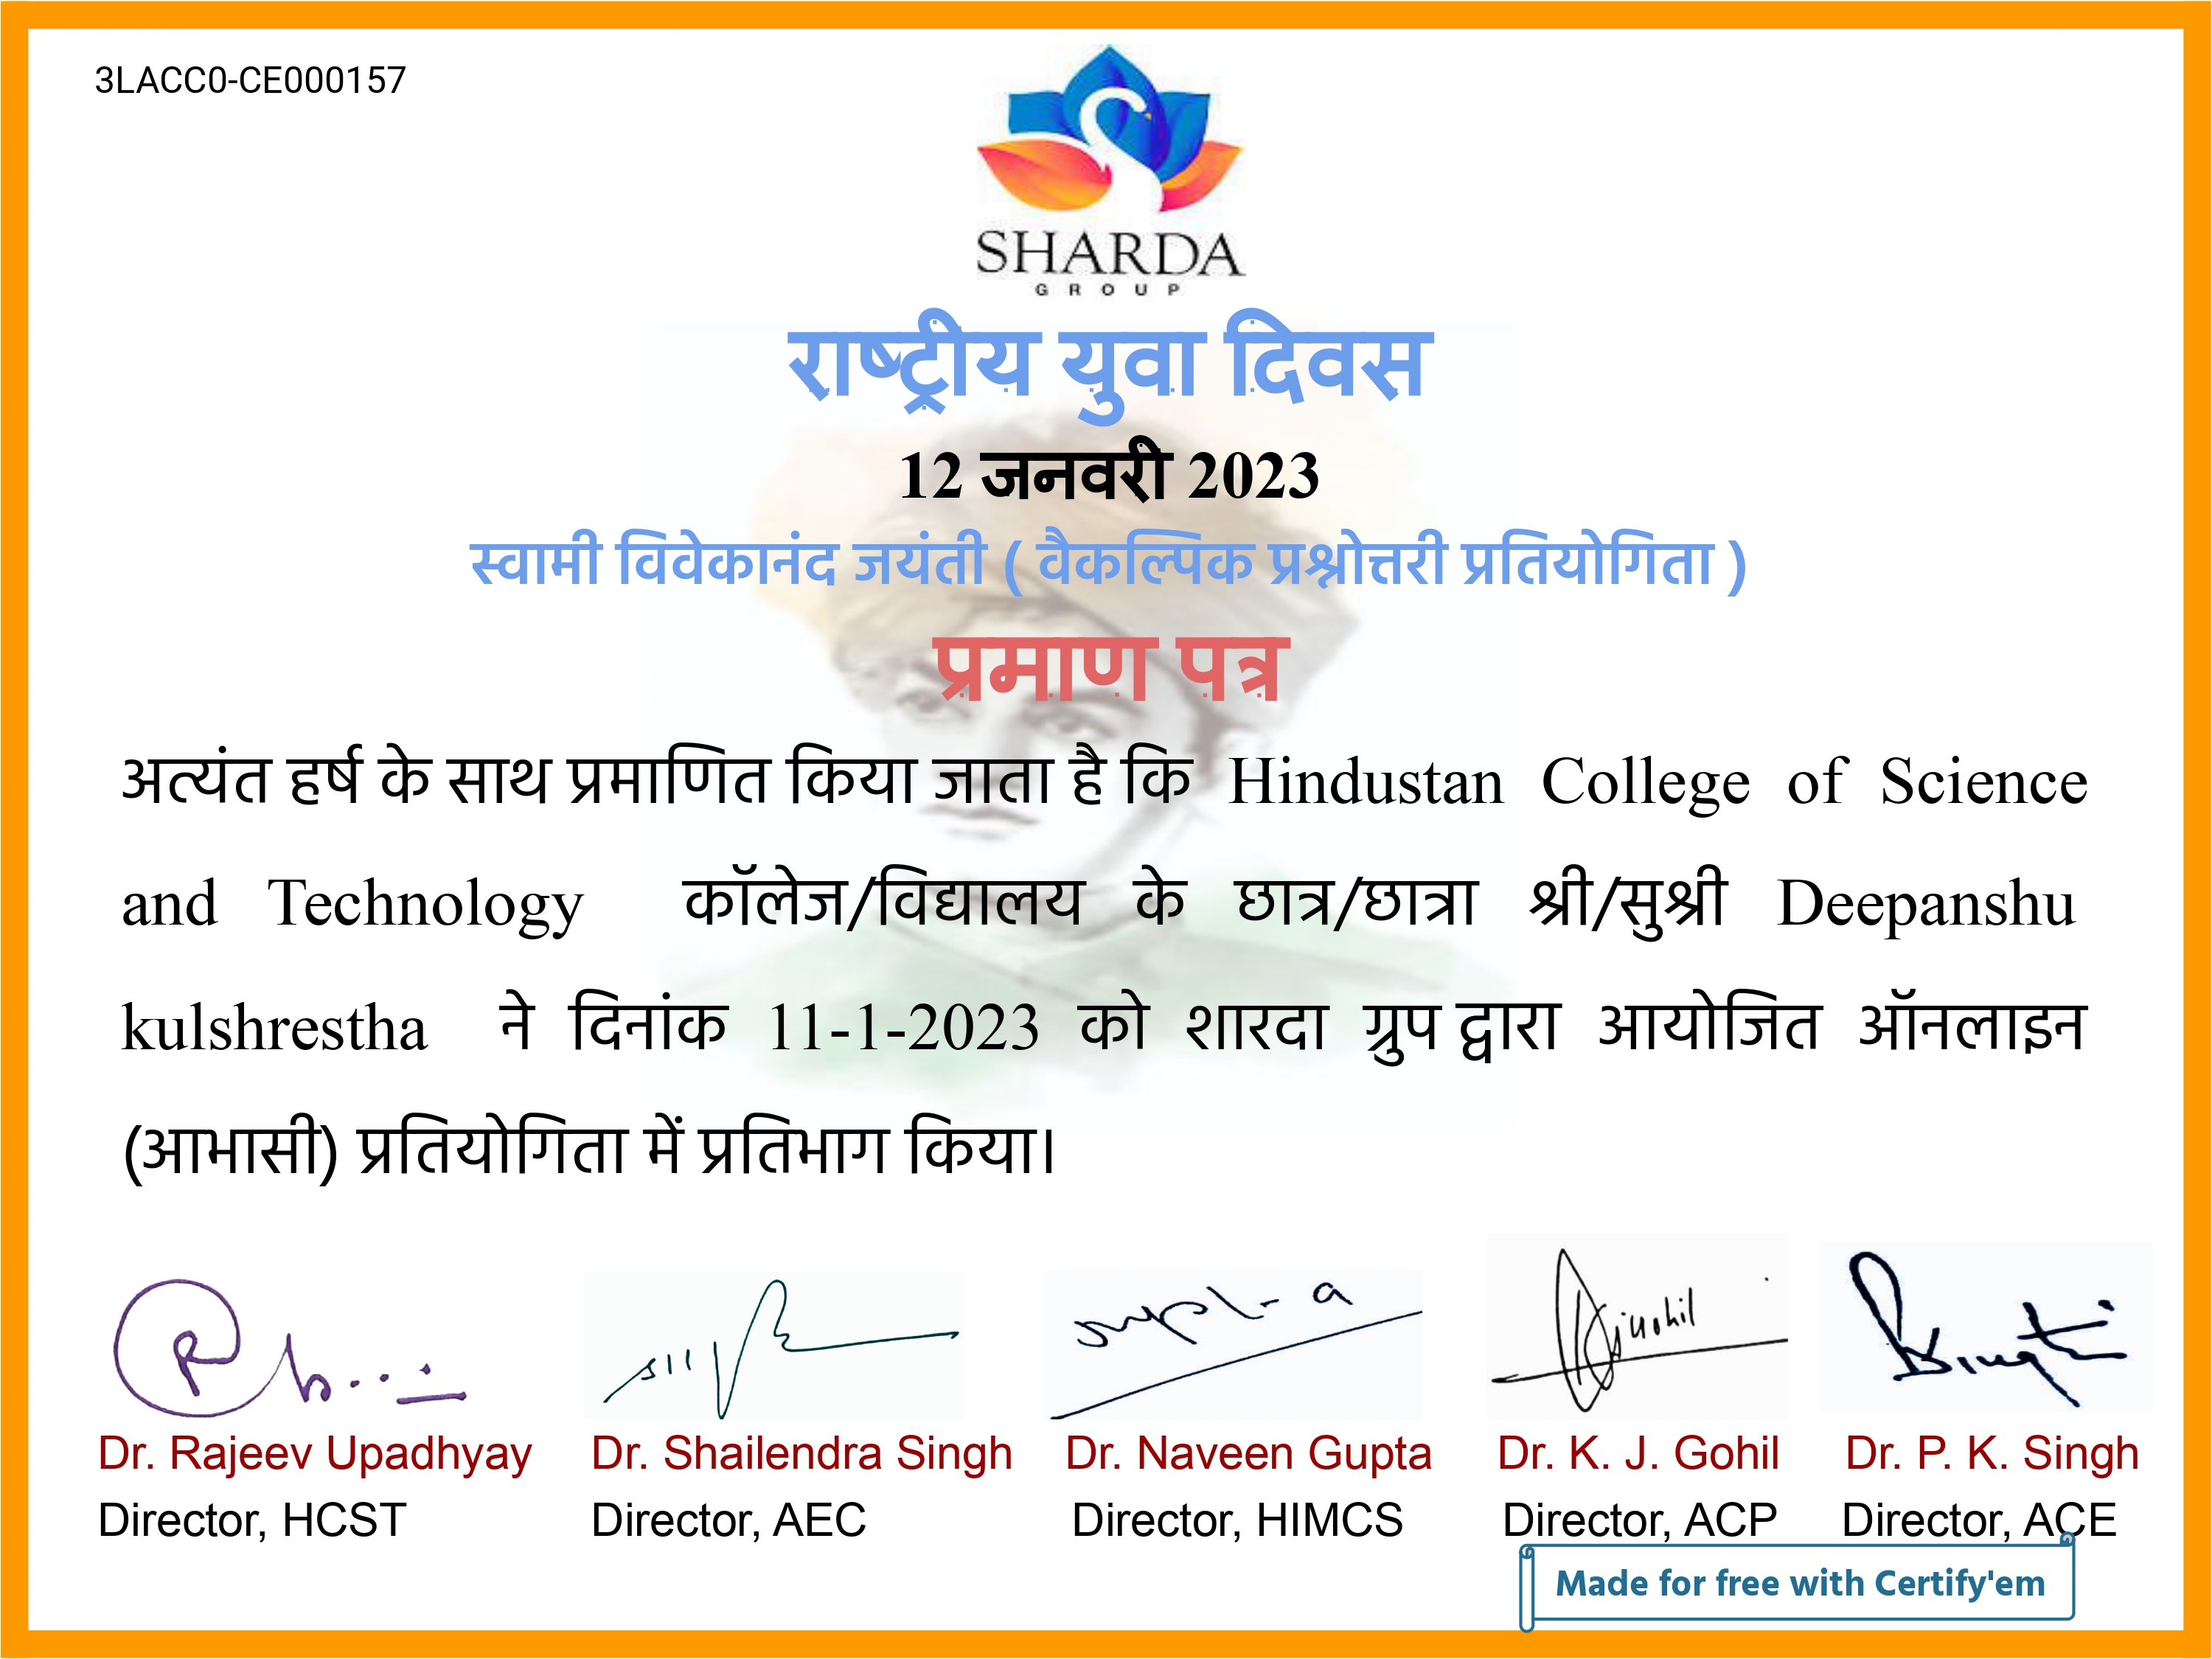 3LACC0-CE000157
SHARDA
GROUP
राष्ट्रीय युवा दिवस
12 जनवरी 2023
स्वामी विवेकानंद जयंती ( वैकल्पिक प्रश्नोत्तरी प्रतियोगिता )
प्रमाण पत्र
अत्यंत हर्ष के साथ प्रमाणित किया जाता है कि Hindustan College of Science
and Technology कॉलेज/विद्यालय के छात्र/छात्रा श्री/सुश्री Deepanshu
kulshrestha ने दिनांक 11-1-2023 को शारदा ग्रुप द्वारा आयोजित ऑनलाइन
(आभासी) प्रतियोगिता में प्रतिभाग किया।
Dr. Rajeev Upadhyay Dr. Shailendra Singh Dr. Naveen Gupta Dr. K. J. Gohil Dr. P. K. Singh
Director, HCST Director, AEC Director, HIMCS Director, ACP Director, ACE
Made for free with Certify'em